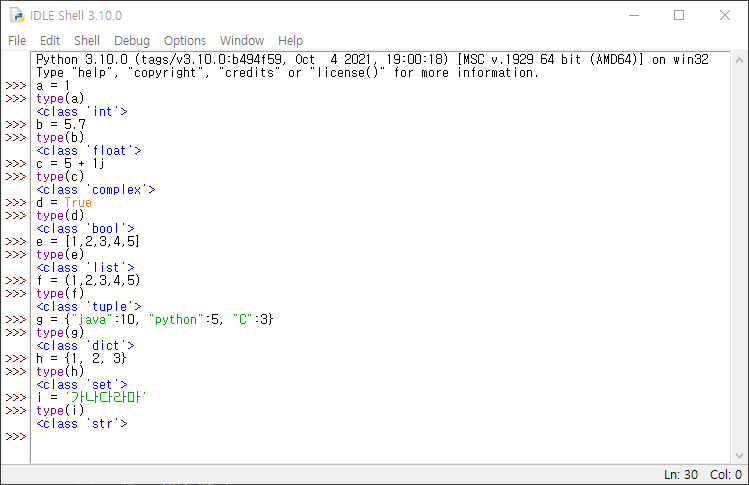 IDLE Shell 3.10.0
File Edit Shell Debug Options Window Help
Python 3.10.0 (tags/v3.10.0:b494f59, Oct  4 2021, 19:00:18) [MSC v.1929 64 bit (AMD64)] on win32
Type "help", "copyright", "credits" or "license()" for more information.
>>> a = 1
>>> type(a)
<class 'int'>
>>> b = 5.7
>>> type(b)
<class 'float'>
>>> c = 5 + 1j
>>> type(c)
<class 'complex'>
>>> d = True
>>> type(d)
<class 'bool'>
>>> e = [1,2,3,4,5]
>>> type(e)
<class 'list'>
>>> f = (1,2,3,4,5)
>>> type(f)
<class 'tuple'>
>>> g = {"java":10, "python":5, "C":3}
>>> type(g)
<class 'dict'>
>>> h = {1, 2, 3}
>>> type(h)
<class 'set'>
>>> i = '가나다라마'
>>> type(i)
<class 'str'>
>>>
Ln: 30 Col: 0